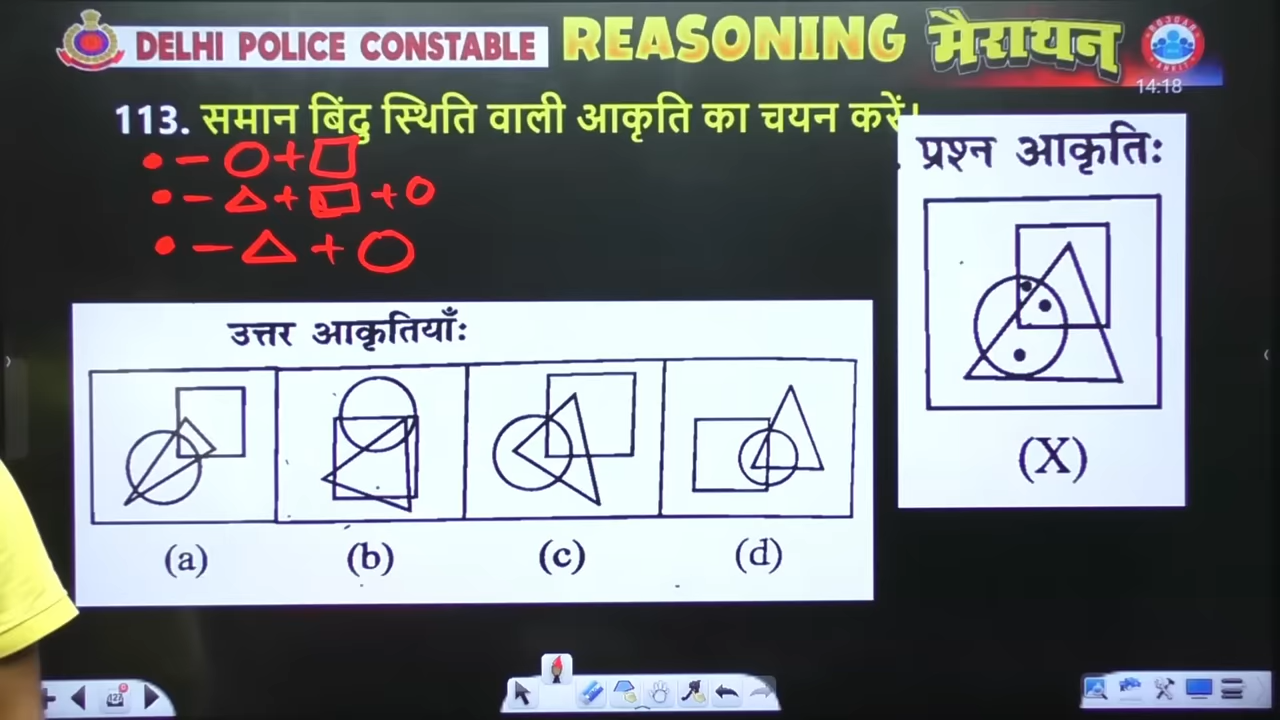 DELHI POLICE CONSTABLE REASONING मैराथन
14:18
113. समान बिंदु स्थिति वाली आकृति का चयन करें।
प्रश्न आकृतिः
(X)
उत्तर आकृतियाँः
(a) (b) (c) (d)